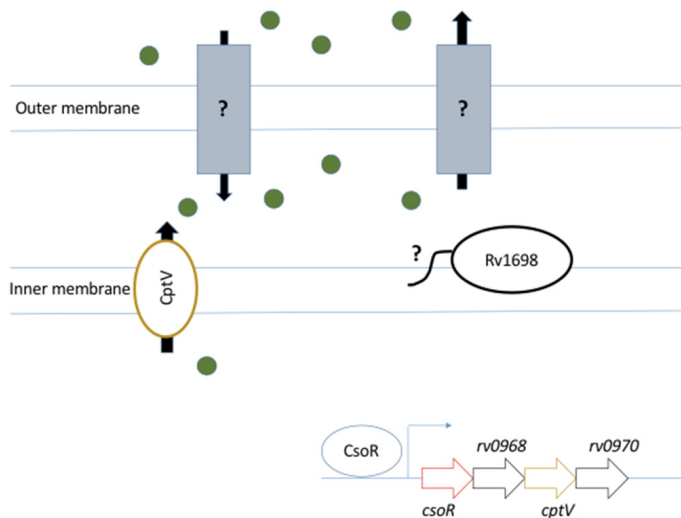 Outer membrane
?
?
Inner membrane
CptV
?
Rv1698
CsoR
rv0968
rv0970
csoR
cptV